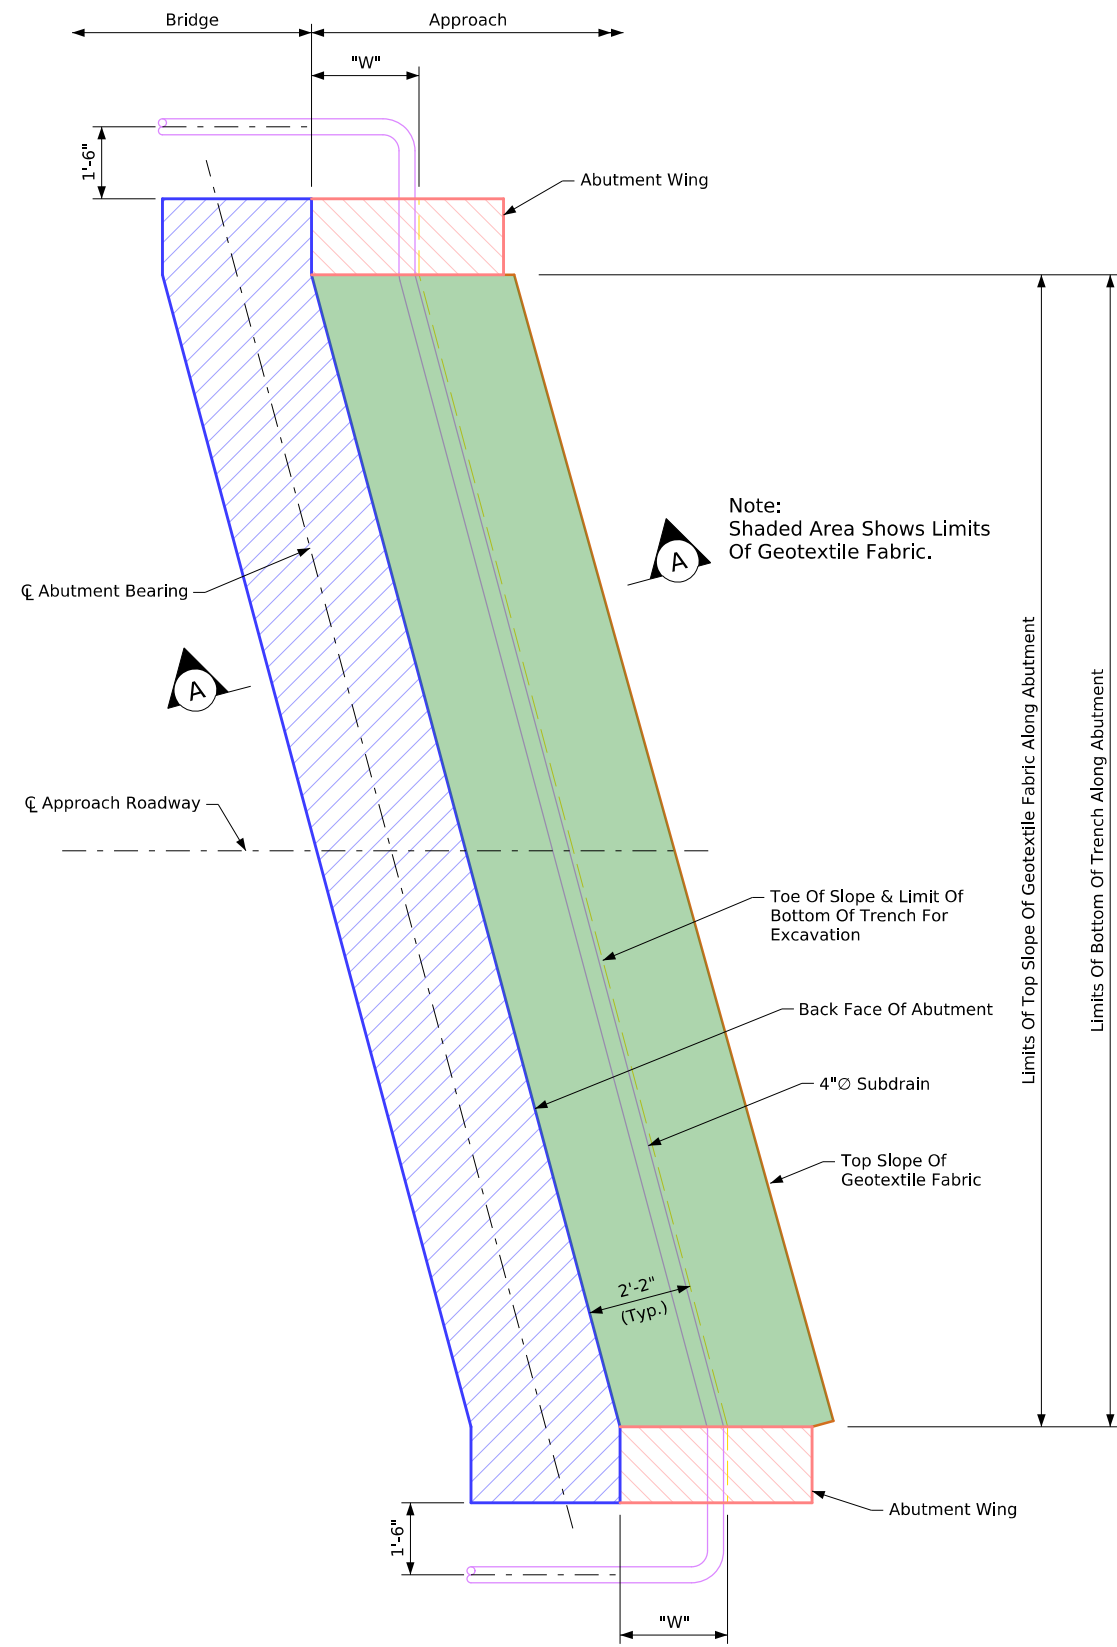 Bridge
Approach
"W"
1'-6"
Abutment Wing
Note:
Shaded Area Shows Limits
Of Geotextile Fabric.
A
℄ Abutment Bearing
A
℄ Approach Roadway
Limits Of Top Slope Of Geotextile Fabric Along Abutment
Limits Of Bottom Of Trench Along Abutment
Toe Of Slope & Limit Of
Bottom Of Trench For
Excavation
Back Face Of Abutment
4"∅ Subdrain
Top Slope Of
Geotextile Fabric
2'-2"
(Typ.)
Abutment Wing
1'-6"
"W"